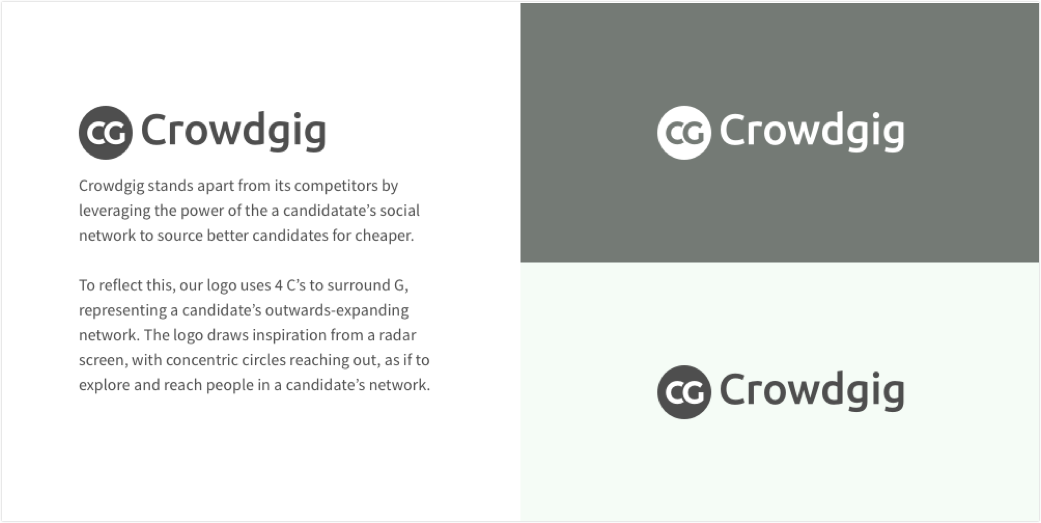 CG Crowdgig
Crowdgig stands apart from its competitors by
leveraging the power of the a candidatate’s social
network to source better candidates for cheaper.
To reflect this, our logo uses 4 C’s to surround G,
representing a candidate’s outwards-expanding
network. The logo draws inspiration from a radar
screen, with concentric circles reaching out, as if to
explore and reach people in a candidate’s network.
CG Crowdgig
CG Crowdgig